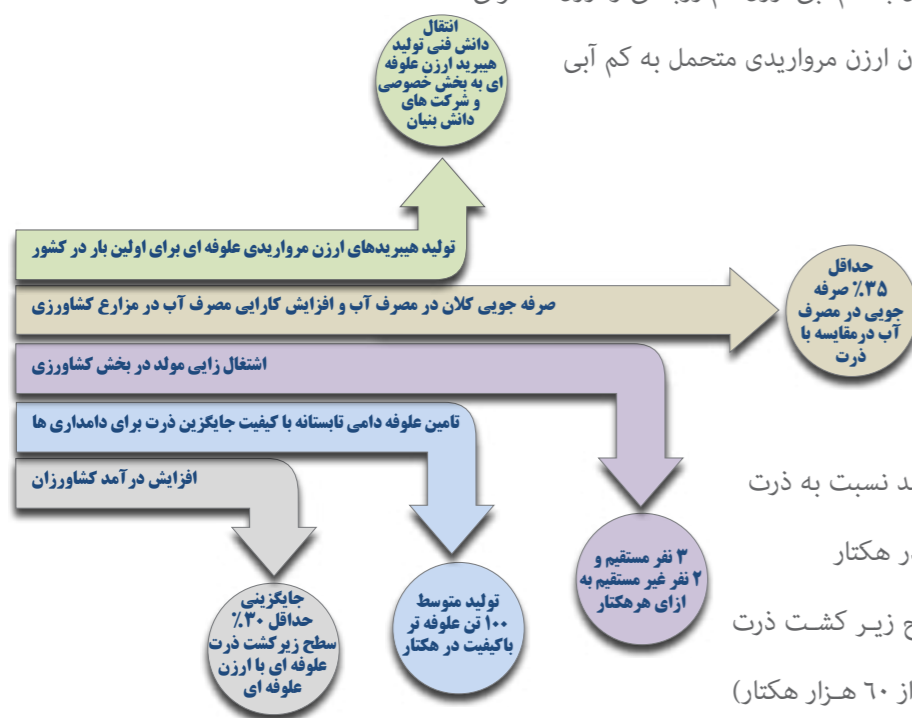 انتقال
دانش فنی تولید
هیبرید ارزن علوفه
ای به بخش خصوصی
و شرکت های
دانش بنیان
ارزن مرواریدی متحمل به کم آبی
تولید هیبریدهای ارزن مرواریدی علوفه ای برای اولین بار در کشور
صرفه جویی کلان در مصرف آب و افزایش کارایی مصرف آب در مزارع کشاورزی
حداقل
۳۵٪ صرفه
جویی در مصرف
آب درمقایسه با
ذرت
اشتغال زایی مولد در بخش کشاورزی
تامین علوفه دامی تابستانه با کیفیت جایگزین ذرت برای دامداری ها
افزایش درآمد کشاورزان
نسبت به ذرت
هکتار
۳ نفر مستقیم و
۲ نفر غیر مستقیم به
ازای هرهکتار
تولید متوسط
۱۰۰ تن علوفه تر
باکیفیت در هکتار
جایگزینی
حداقل ۳۰٪
سطح زیرکشت ذرت
علوفه ای با ارزن
علوفه ای
زیر کشت ذرت
از ٦٠ هزار هکتار)